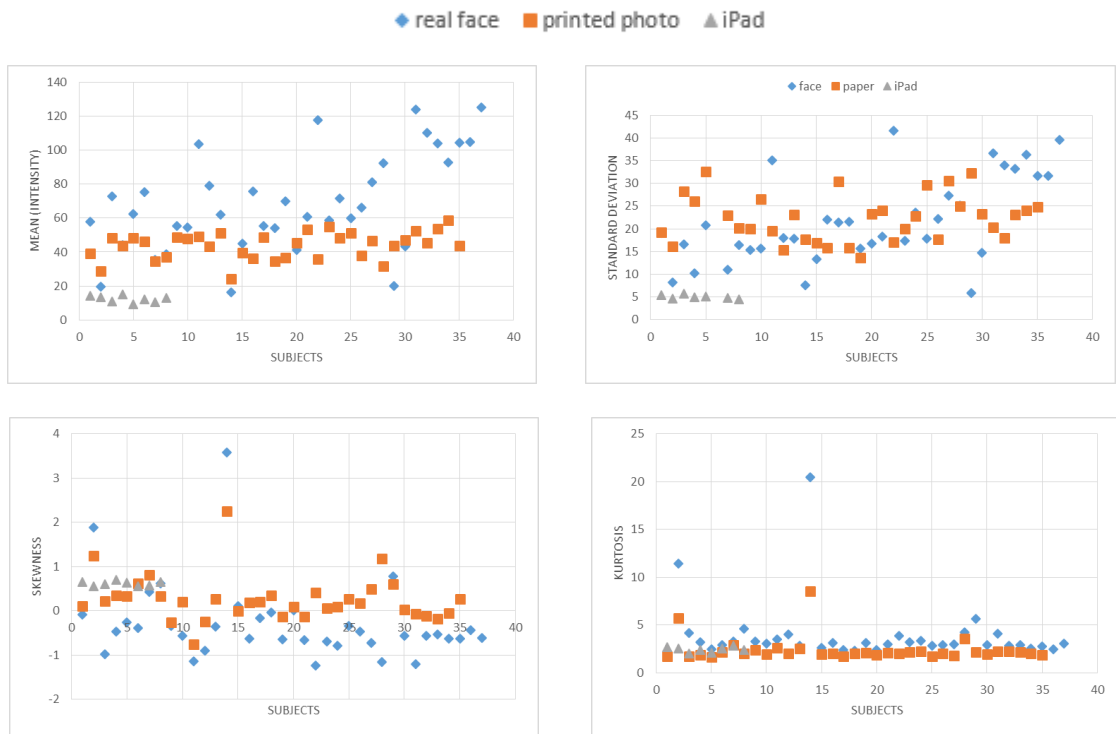 real face printed photo iPad
140
120
100
80
60
40
20
0
MEAN (INTENSITY)
0 5 10 15 20 25 30 35 40
SUBJECTS
face paper iPad
45
40
35
30
25
20
15
10
5
0
STANDARD DEVIATION
0 5 10 15 20 25 30 35 40
SUBJECTS
4
3
2
1
0
-1
-2
SKEWNESS
0 5 10 15 20 25 30 35 40
SUBJECTS
25
20
15
10
5
0
KURTOSIS
0 5 10 15 20 25 30 35 40
SUBJECTS